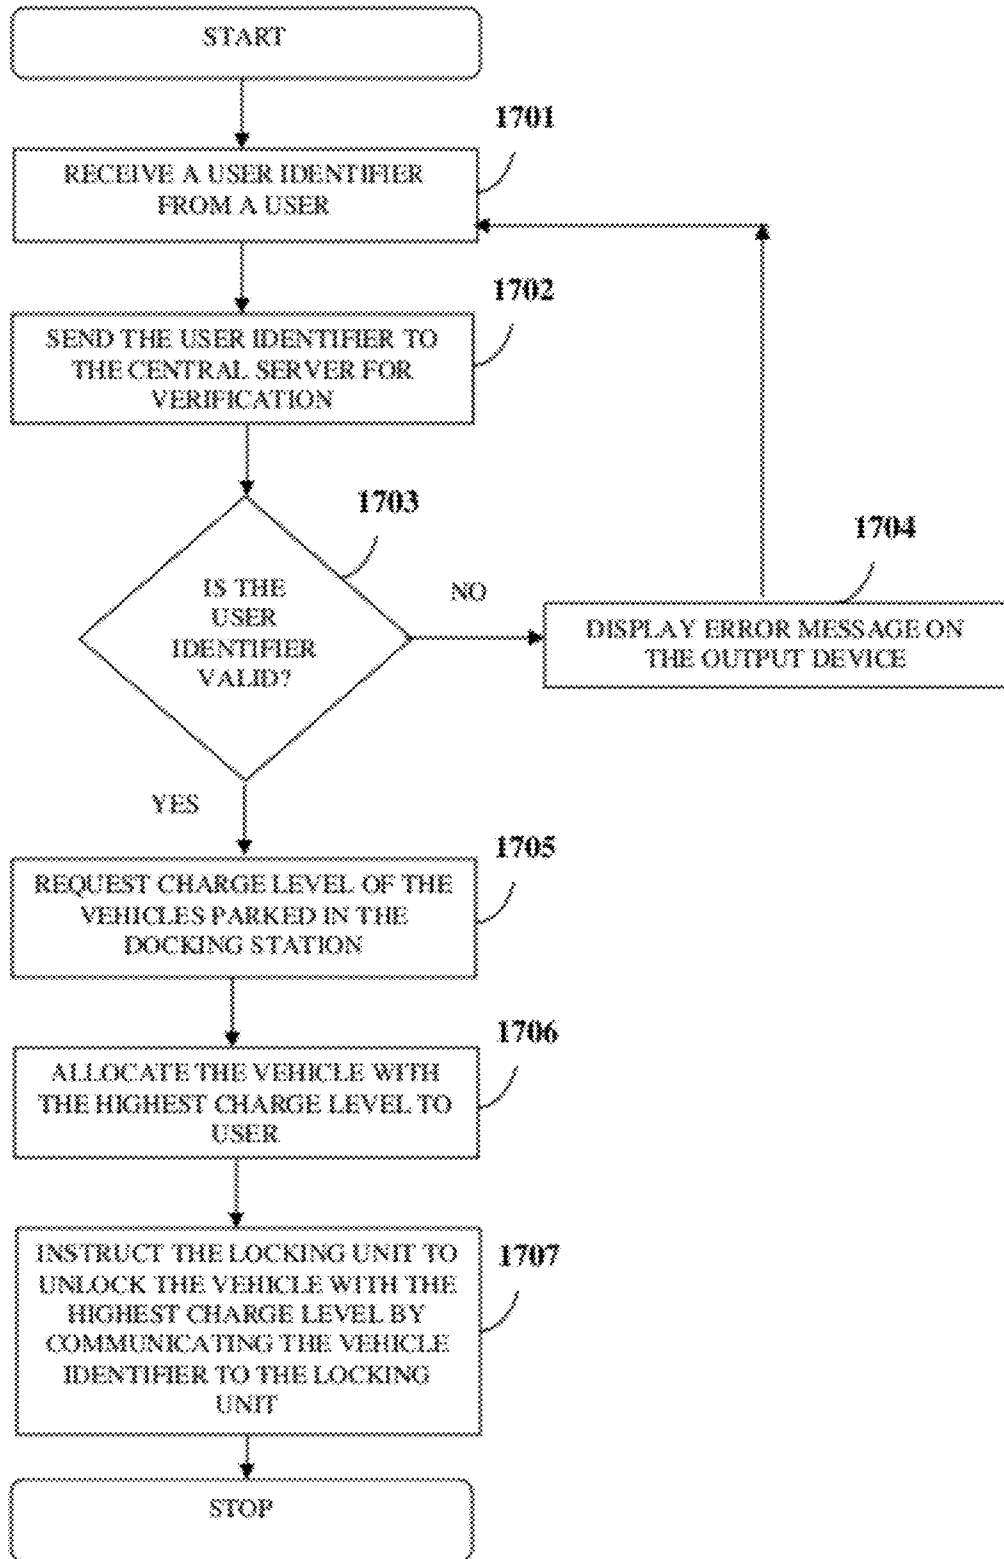 START
1701
RECEIVE A USER IDENTIFIER
FROM A USER
1702
SEND THE USER IDENTIFIER TO
THE CENTRAL SERVER FOR
VERIFICATION
1703
IS THE
USER
IDENTIFIER
VALID?
NO
1704
DISPLAY ERROR MESSAGE ON
THE OUTPUT DEVICE
YES
1705
REQUEST CHARGE LEVEL OF THE
VEHICLES PARKED IN THE
DOCKING STATION
1706
ALLOCATE THE VEHICLE WITH
THE HIGHEST CHARGE LEVEL TO
USER
1707
INSTRUCT THE LOCKING UNIT TO
UNLOCK THE VEHICLE WITH THE
HIGHEST CHARGE LEVEL BY
COMMUNICATING THE VEHICLE
IDENTIFIER TO THE LOCKING
UNIT
STOP